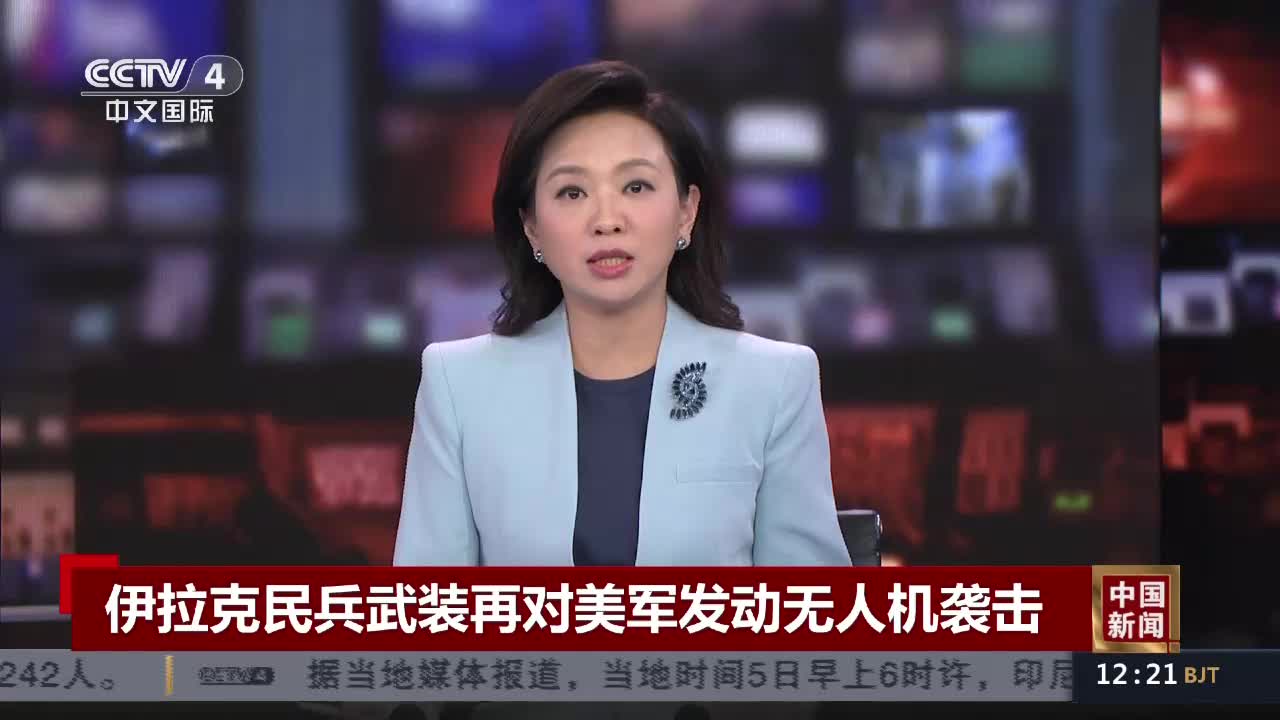 CCTV 4
中文国际
伊拉克民兵武装再对美军发动无人机袭击
中国
新闻
242人。 CCTV 4 据当地媒体报道，当地时间5日早上6时许，印尼
12:21 BJT